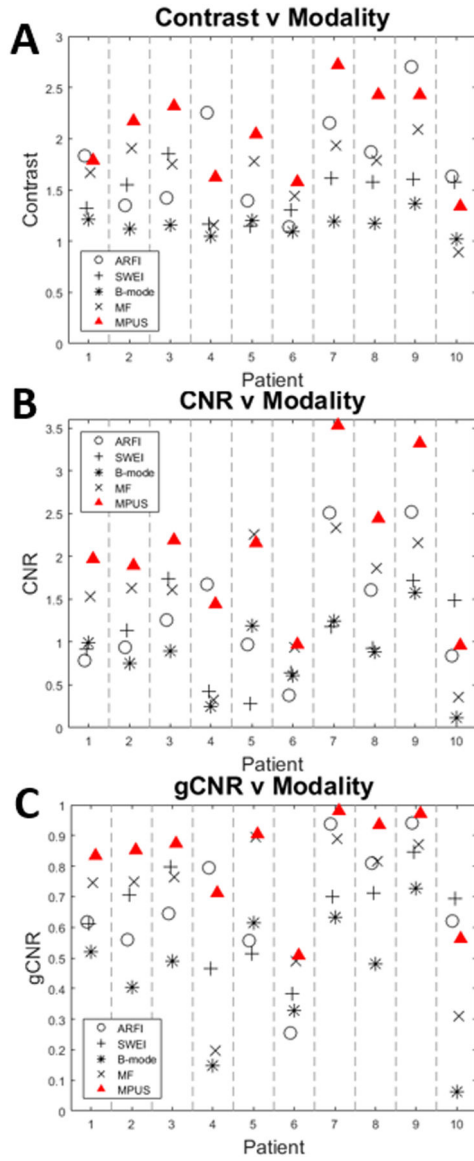 A
Contrast v Modality
3
2.5
2
1.5
1
0.5
0
Contrast
ARFI
SWEI
B-mode
MF
MPUS
1 2 3 4 5 6 7 8 9 10
Patient
B
CNR v Modality
3.5
3
2.5
2
1.5
1
0.5
0
CNR
ARFI
SWEI
B-mode
MF
MPUS
1 2 3 4 5 6 7 8 9 10
Patient
C
gCNR v Modality
1
0.9
0.8
0.7
0.6
0.5
0.4
0.3
0.2
0.1
0
gCNR
ARFI
SWEI
B-mode
MF
MPUS
1 2 3 4 5 6 7 8 9 10
Patient